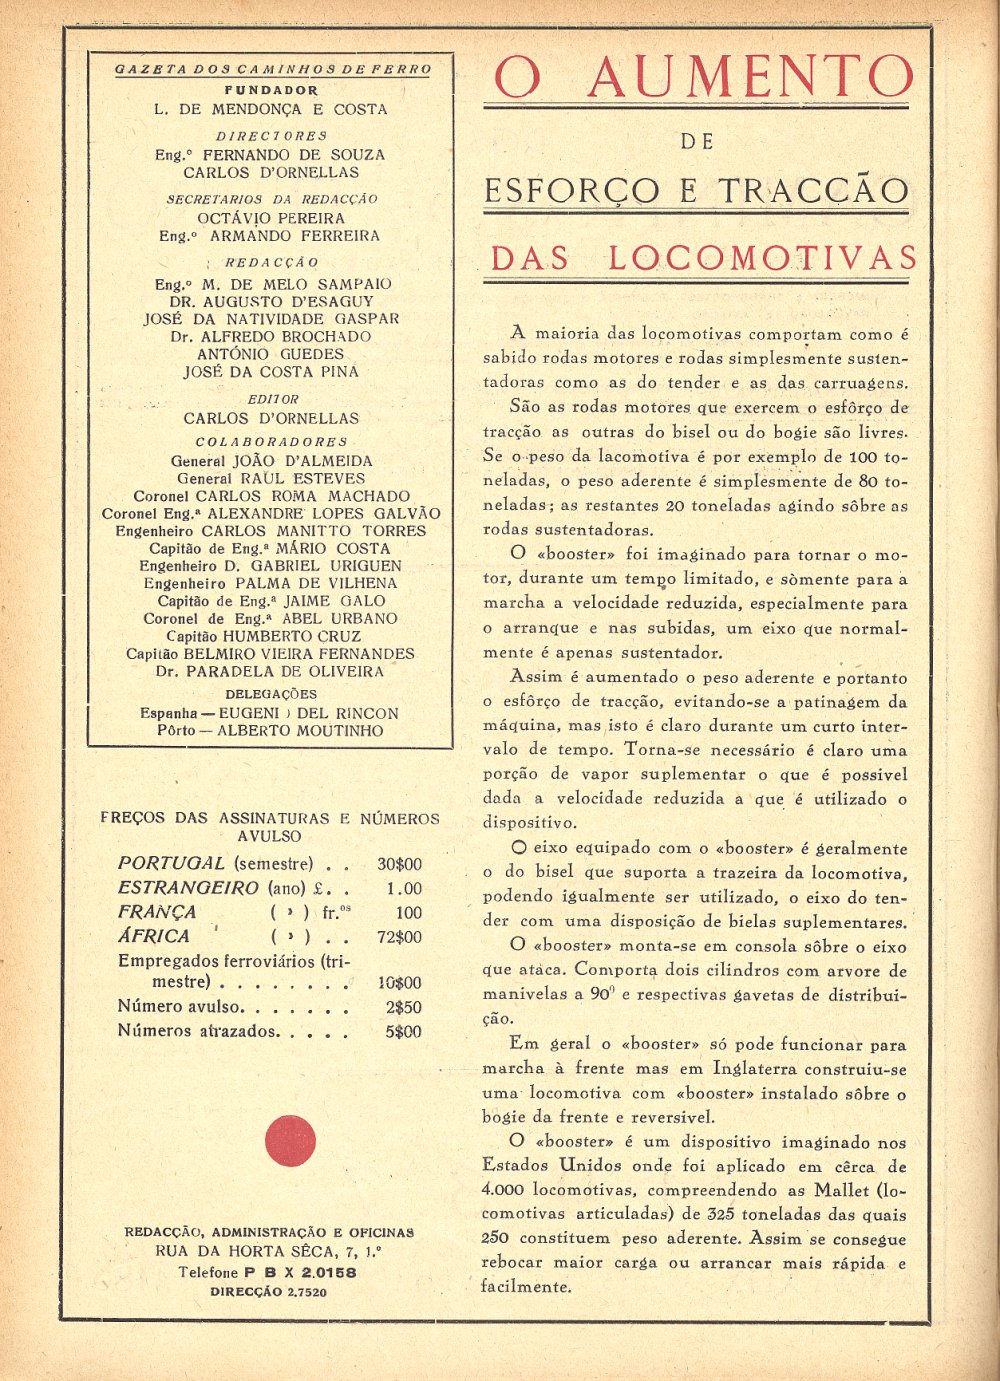 GAZETA DOS CAMINHOS DE FERRO
FUNDADOR
L. DE MENDONÇA E COSTA
DIRECTORES
Eng.º FERNANDO DE SOUZA
CARLOS D'ORNELLAS
SECRETARIOS DA REDACÇÃO
OCTÁVIO PEREIRA
Eng.º ARMANDO FERREIRA
REDACÇÃO
Eng.º M. DE MELO SAMPAIO
DR. AUGUSTO D'ESAGUY
JOSÉ DA NATIVIDADE GASPAR
Dr. ALFREDO BROCHADO
ANTÓNIO GUEDES
JOSÉ DA COSTA PINA
EDITOR
CARLOS D'ORNELLAS
COLABORADORES
General JOÃO D'ALMEIDA
General RAUL ESTEVES
Coronel CARLOS ROMA MACHADO
Coronel Eng.ª ALEXANDRE LOPES GALVÃO
Engenheiro CARLOS MANITTO TORRES
Capitão de Eng.ª MÁRIO COSTA
Engenheiro D. GABRIEL URIGUEN
Engenheiro PALMA DE VILHENA
Capitão de Eng.ª JAIME GALO
Coronel de Eng.ª ABEL URBANO
Capitão HUMBERTO CRUZ
Capitão BELMIRO VIEIRA FERNANDES
Dr. PARADELA DE OLIVEIRA
DELEGAÇÕES
Espanha — EUGENIO DEL RINCON
Pôrto — ALBERTO MOUTINHO
PREÇOS DAS ASSINATURAS E NÚMEROS
AVULSO
PORTUGAL (semestre) . . 30$00
ESTRANGEIRO (ano) £. . 1.00
FRANÇA ( » ) fr.ᵒˢ 100
ÁFRICA ( » ) . . 72$00
Empregados ferroviários (tri-
mestre) . . . . . . . . 10$00
Número avulso. . . . . . . 2$50
Números atrazados. . . . . 5$00
REDACÇÃO, ADMINISTRAÇÃO E OFICINAS
RUA DA HORTA SÊCA, 7, 1.º
Telefone P B X 2.0158
DIRECÇÃO 2.7520
O AUMENTO
DE
ESFORÇO E TRACCÃO
DAS LOCOMOTIVAS
A maioria das locomotivas comportam como é
sabido rodas motores e rodas simplesmente susten-
tadoras como as do tender e as das carruagens.
São as rodas motores que exercem o esfôrço de
tracção as outras do bisel ou do bogie são livres.
Se o peso da lacomotiva é por exemplo de 100 to-
neladas, o peso aderente é simplesmente de 80 to-
neladas; as restantes 20 toneladas agindo sôbre as
rodas sustentadoras.
O «booster» foi imaginado para tornar o mo-
tor, durante um tempo limitado, e sòmente para a
marcha a velocidade reduzida, especialmente para
o arranque e nas subidas, um eixo que normal-
mente é apenas sustentador.
Assim é aumentado o peso aderente e portanto
o esfôrço de tracção, evitando-se a patinagem da
máquina, mas isto é claro durante um curto inter-
valo de tempo. Torna-se necessário é claro uma
porção de vapor suplementar o que é possivel
dada a velocidade reduzida a que é utilizado o
dispositivo.
O eixo equipado com o «booster» é geralmente
o do bisel que suporta a trazeira da locomotiva,
podendo igualmente ser utilizado, o eixo do ten-
der com uma disposição de bielas suplementares.
O «booster» monta-se em consola sôbre o eixo
que ataca. Comporta dois cilindros com arvore de
manivelas a 90⁰ e respectivas gavetas de distribui-
ção.
Em geral o «booster» só pode funcionar para
marcha à frente mas em Inglaterra construiu-se
uma locomotiva com «booster» instalado sôbre o
bogie da frente e reversivel.
O «booster» é um dispositivo imaginado nos
Estados Unidos onde foi aplicado em cêrca de
4.000 locomotivas, compreendendo as Mallet (lo-
comotivas articuladas) de 325 toneladas das quais
250 constituem peso aderente. Assim se consegue
rebocar maior carga ou arrancar mais rápida e
facilmente.